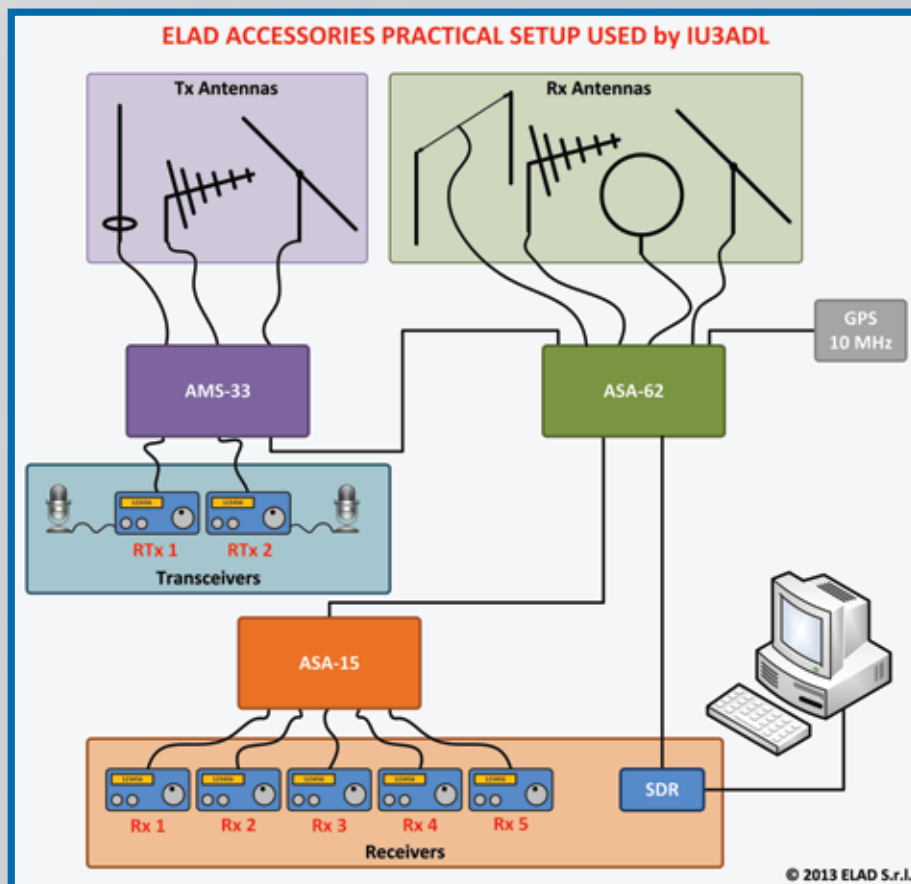 ELAD ACCESSORIES PRACTICAL SETUP USED by IU3ADL
Tx Antennas
Rx Antennas
GPS
10 MHz
AMS-33
ASA-62
RTx 1
RTx 2
Transceivers
ASA-15
SDR
Rx 1
Rx 2
Rx 3
Rx 4
Rx 5
Receivers
© 2013 ELAD S.r.l.